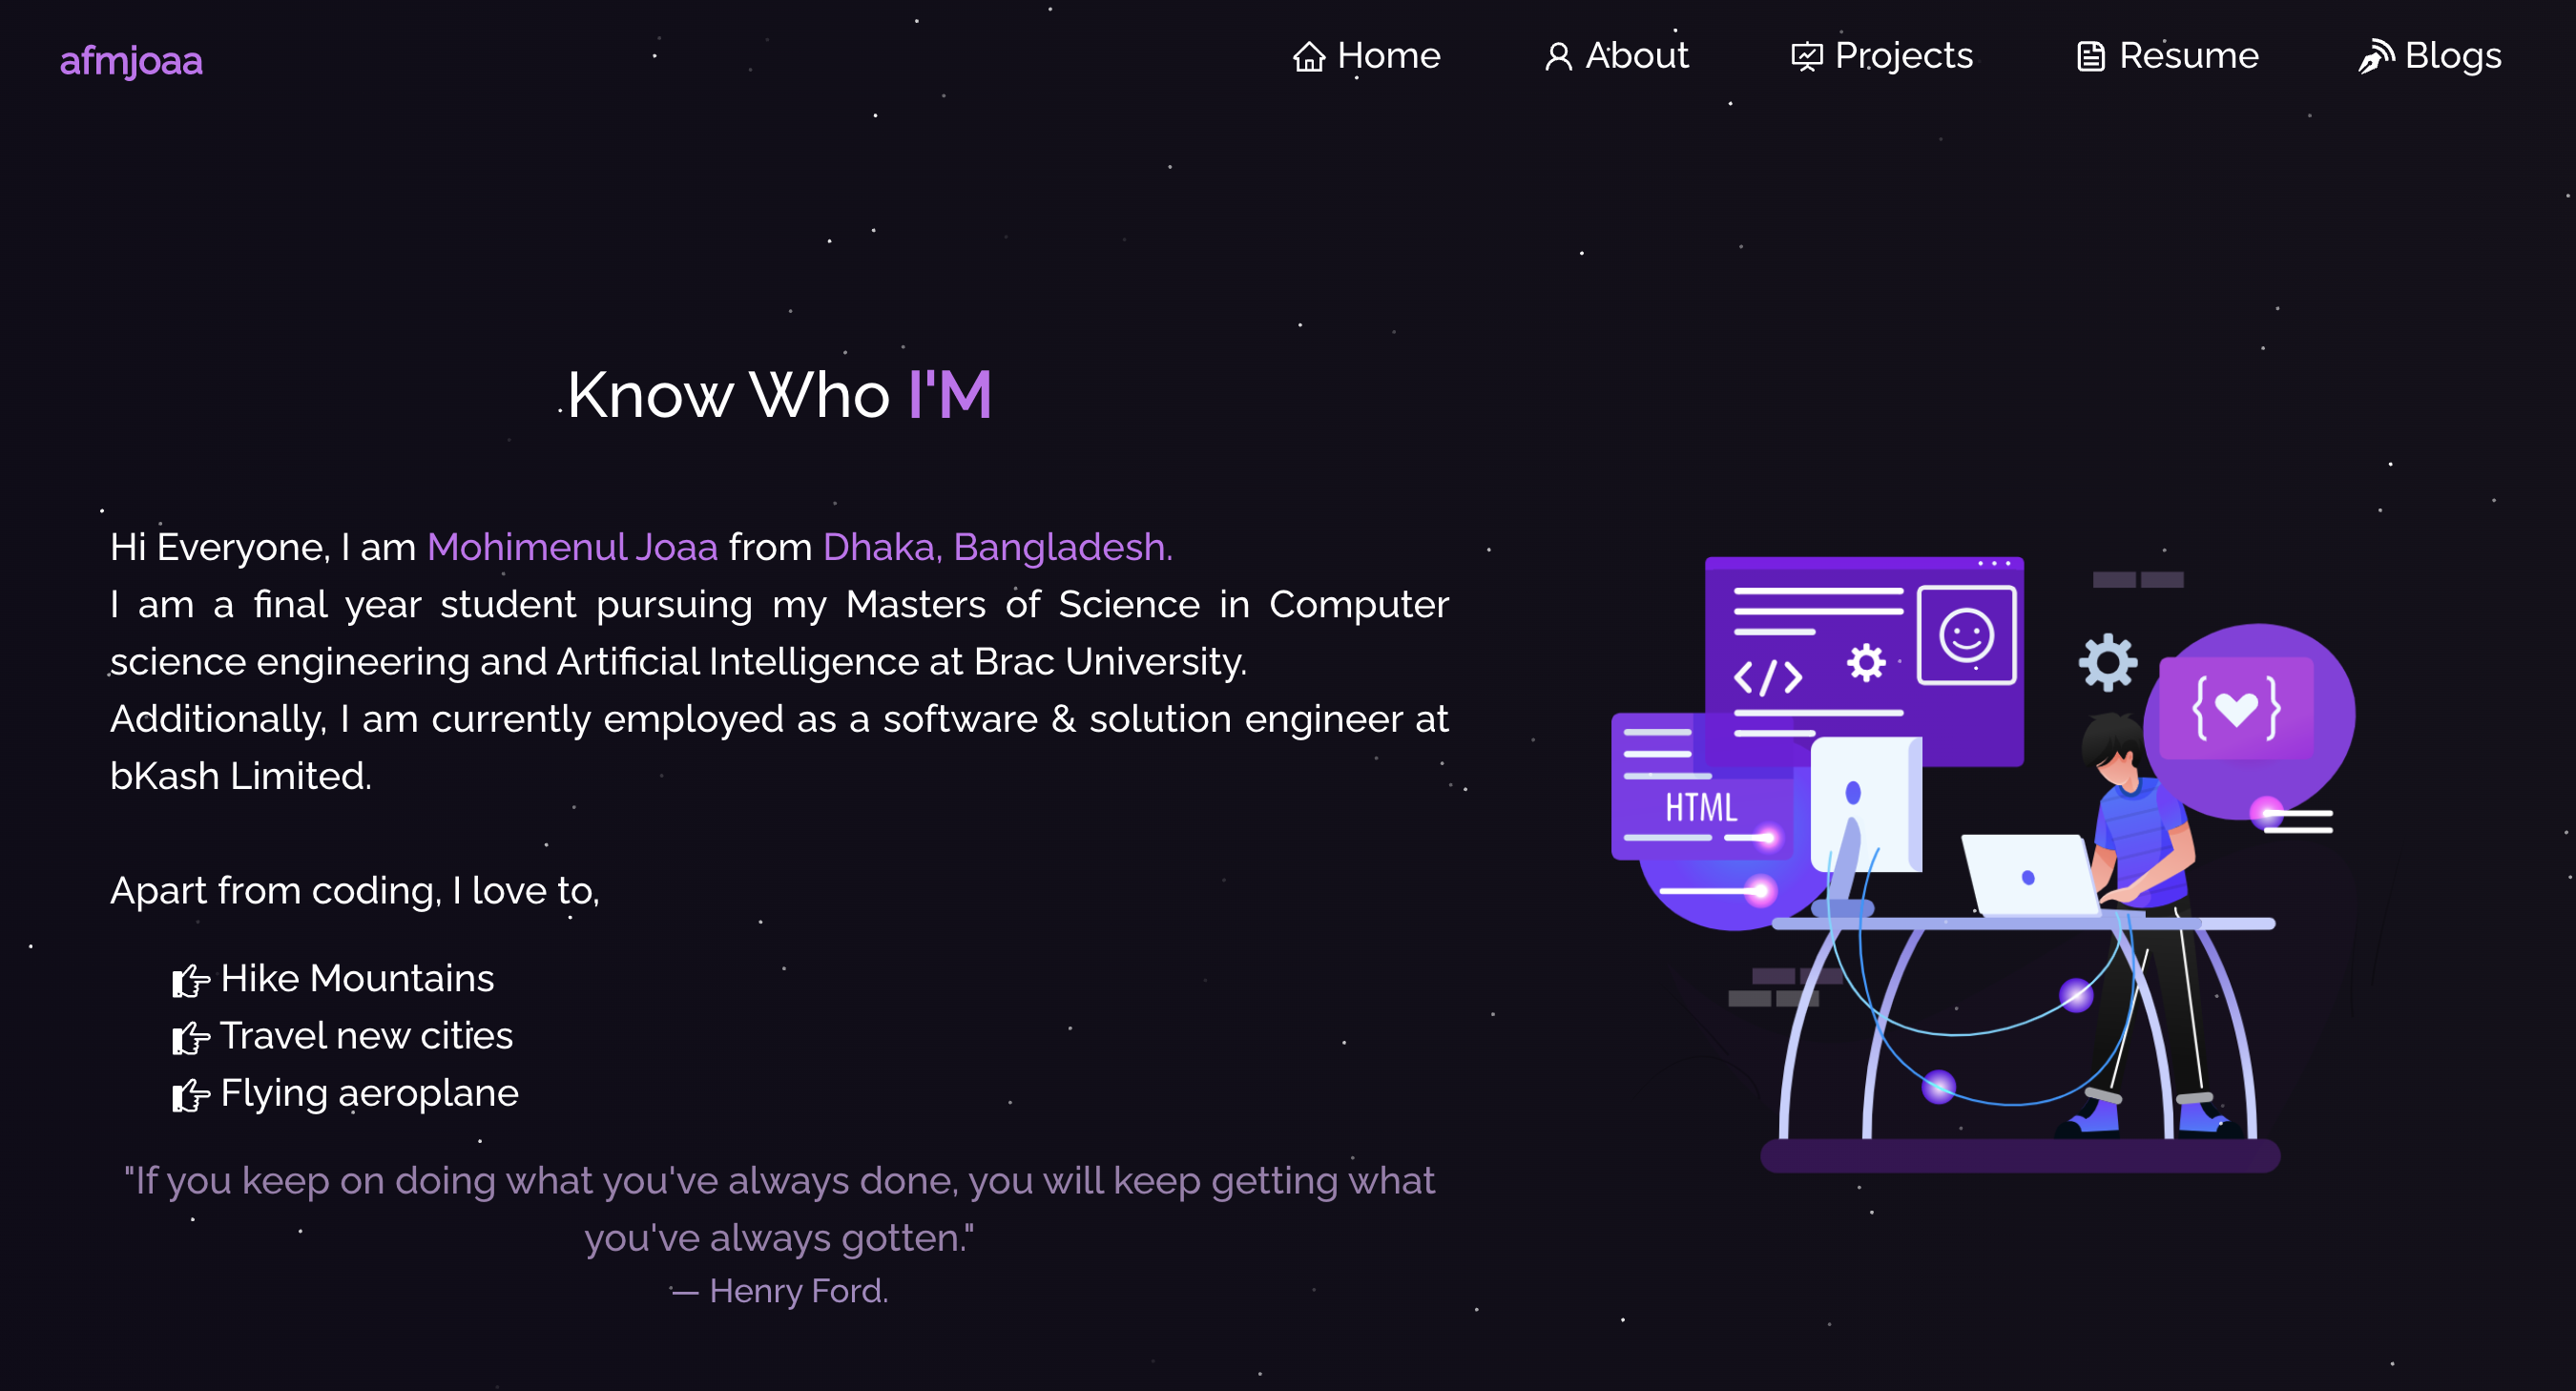 afmjoaa
Home
About
Projects
Resume
Blogs
Know Who I'M
Hi Everyone, I am Mohimenul Joaa from Dhaka, Bangladesh.
I am a final year student pursuing my Masters of Science in Computer
science engineering and Artificial Intelligence at Brac University.
Additionally, I am currently employed as a software & solution engineer at
bKash Limited.
Apart from coding, I love to,
Hike Mountains
Travel new cities
Flying aeroplane
"If you keep on doing what you've always done, you will keep getting what
you've always gotten."
— Henry Ford.
</>
HTML
{ }